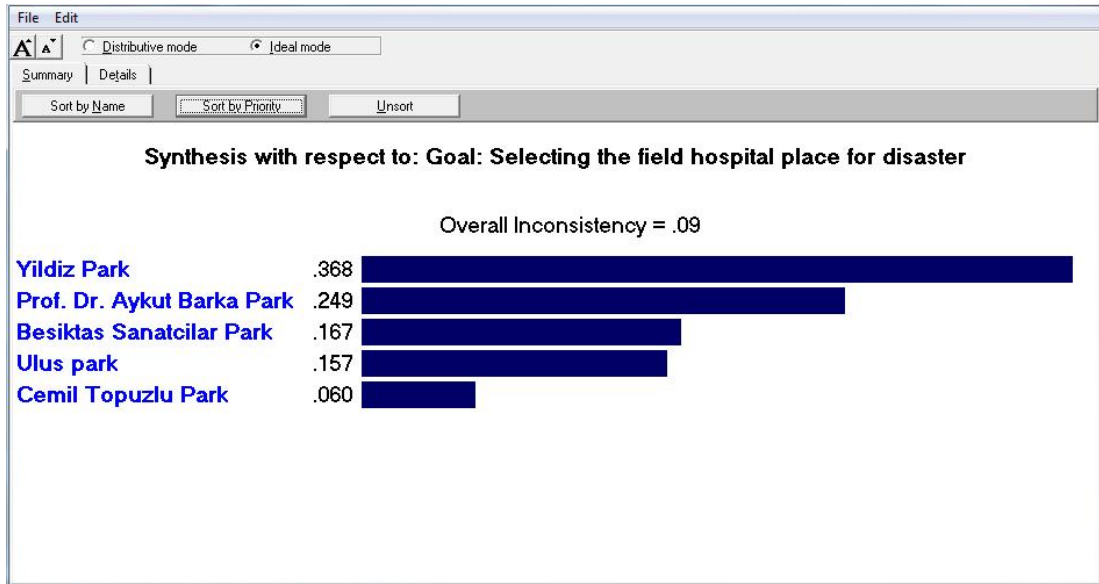 File Edit
A A Distributive mode Ideal mode
Summary Details
Sort by Name Sort by Priority Unsort
Synthesis with respect to: Goal: Selecting the field hospital place for disaster
Overall Inconsistency = .09
Yildiz Park .368
Prof. Dr. Aykut Barka Park .249
Besiktas Sanatcilar Park .167
Ulus park .157
Cemil Topuzlu Park .060